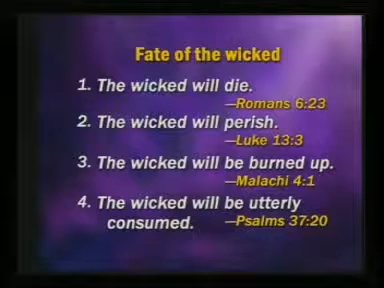 Fate of the wicked
1. The wicked will die.
—Romans 6:23
2. The wicked will perish.
—Luke 13:3
3. The wicked will be burned up.
—Malachi 4:1
4. The wicked will be utterly
consumed. —Psalms 37:20